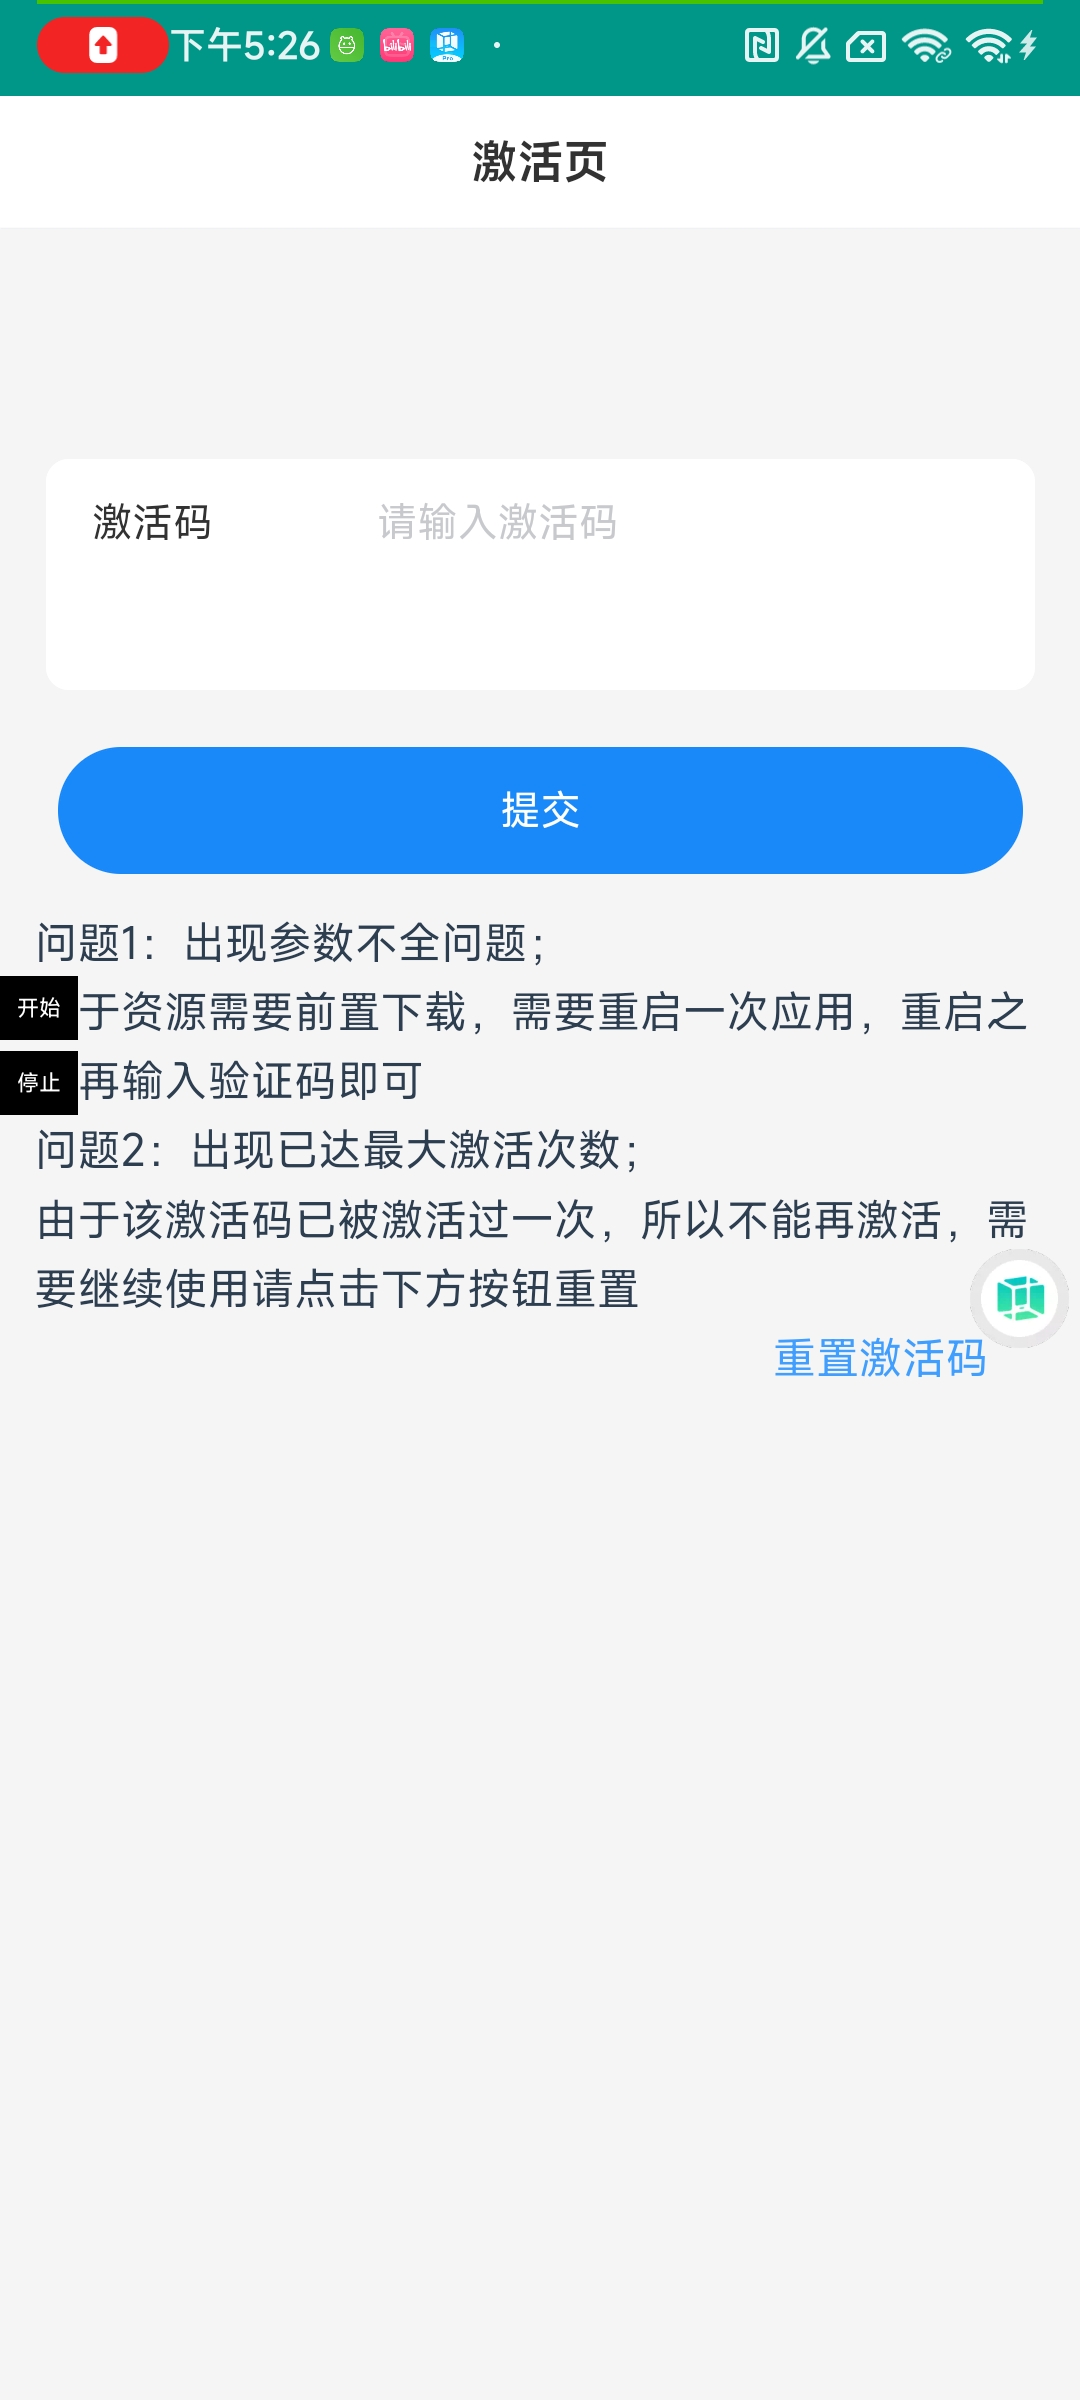 下午5:26
激活页
激活码 请输入激活码
提交
问题1：出现参数不全问题；
开始
于资源需要前置下载，需要重启一次应用，重启之
停止
再输入验证码即可
问题2：出现已达最大激活次数；
由于该激活码已被激活过一次，所以不能再激活，需
要继续使用请点击下方按钮重置
重置激活码